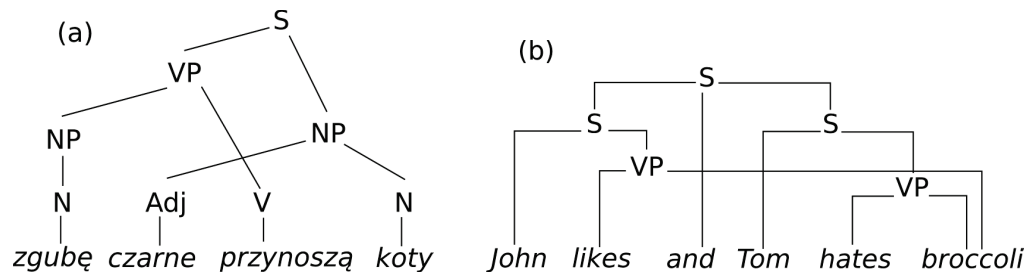 (a)
S
VP
NP
NP
N
Adj
V
N
zgubę czarne przynoszą koty
(b)
S
S
S
VP
VP
John likes and Tom hates broccoli